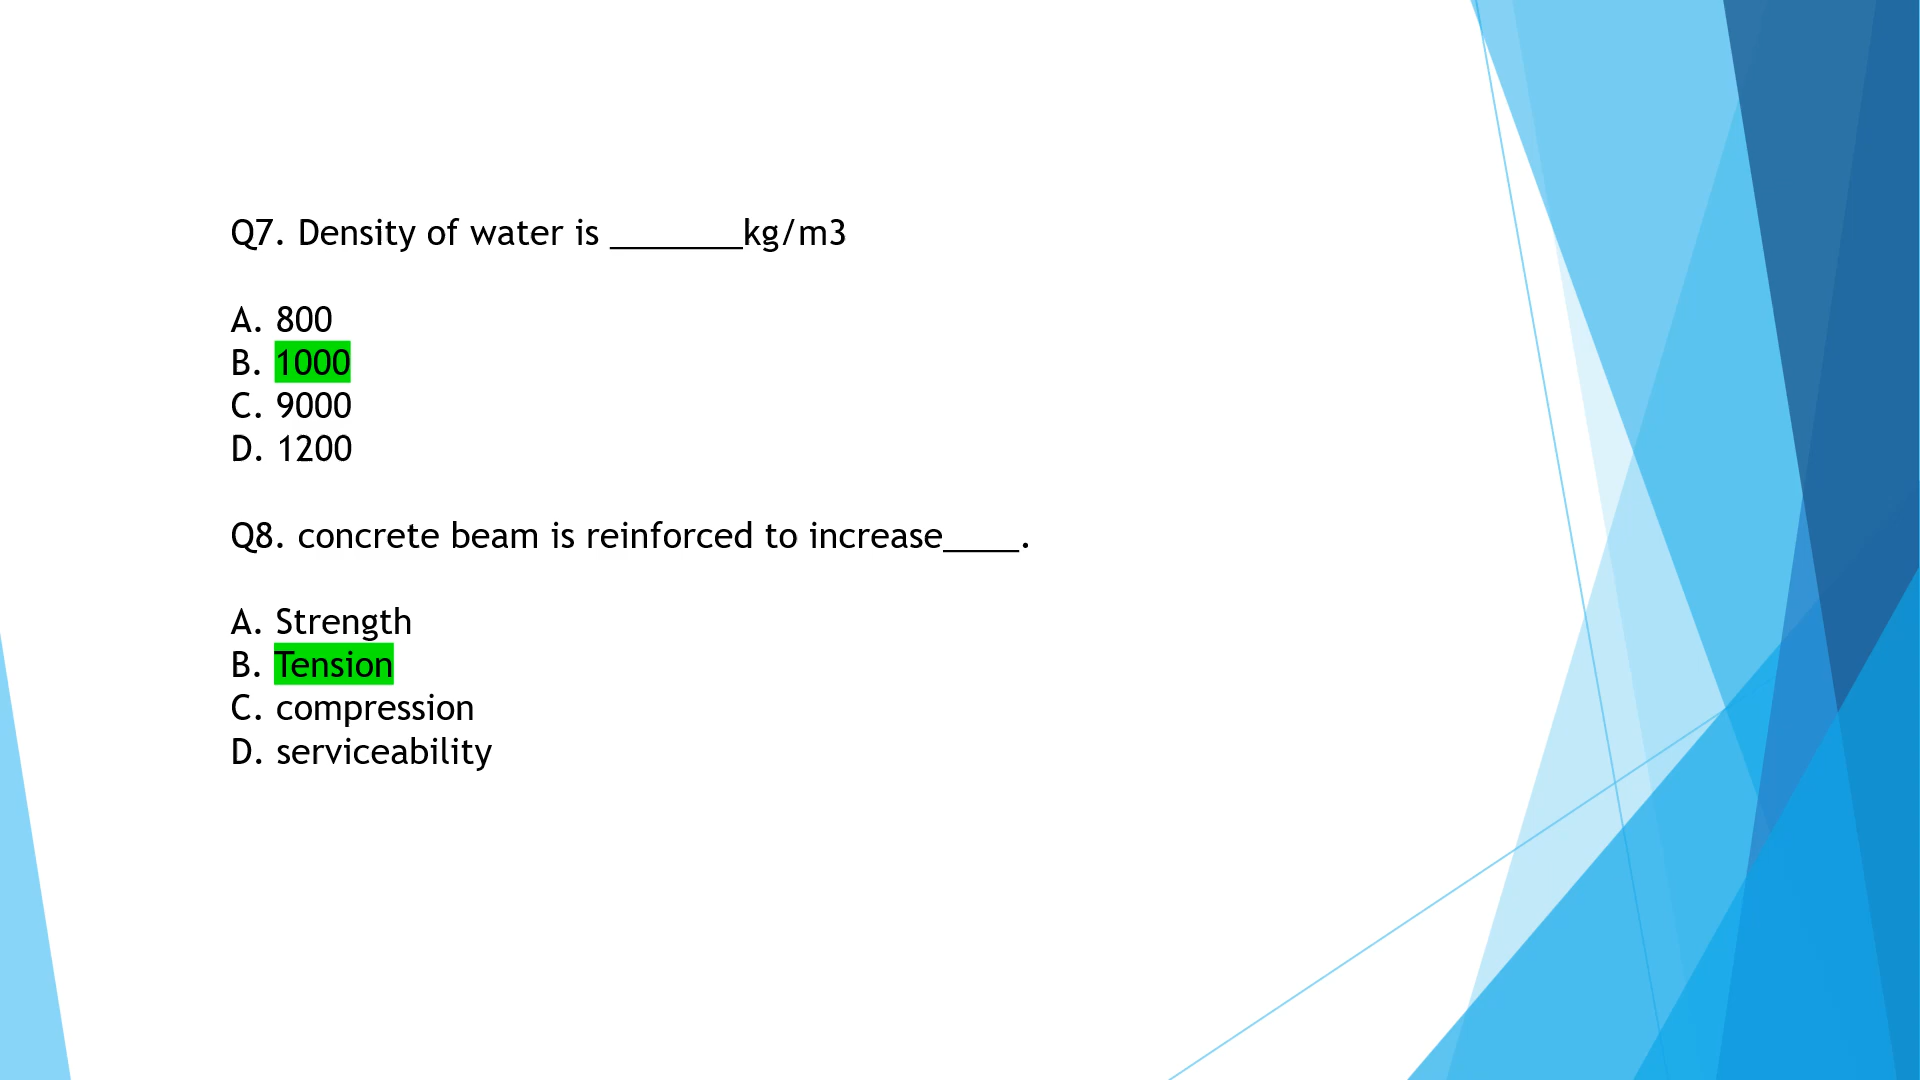 Q7. Density of water is _______kg/m3
A. 800
B. 1000
C. 9000
D. 1200
Q8. concrete beam is reinforced to increase____.
A. Strength
B. Tension
C. compression
D. serviceability